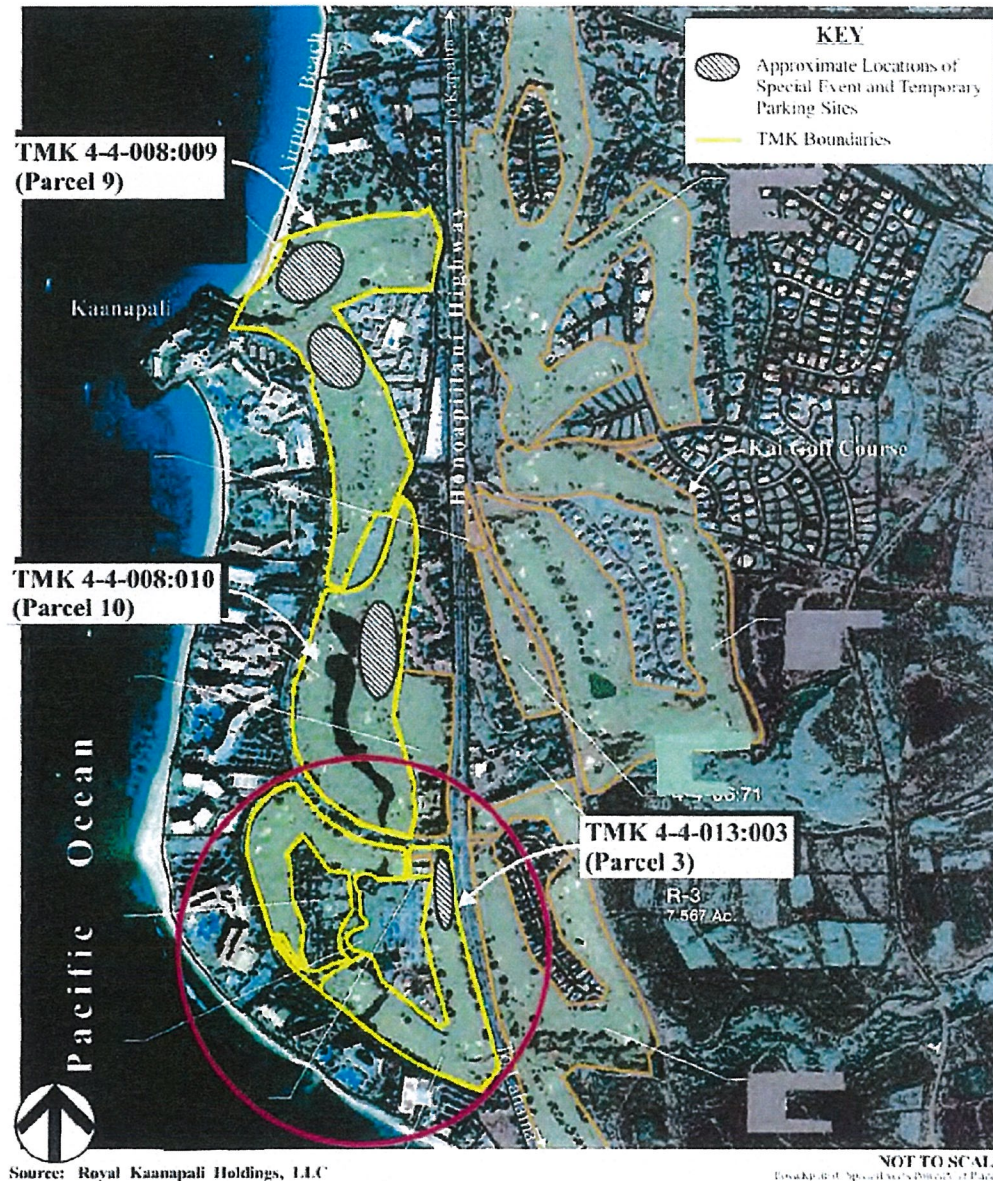 KEY
Approximate Locations of
Special Event and Temporary
Parking Sites
TMK Boundaries
Airport Beach
TMK 4-4-008:009
(Parcel 9)
Honoapiilani Highway
Kaanapali
Kai Golf Course
TMK 4-4-008:010
(Parcel 10)
Pacific Ocean
TMK 4-4-013:003
(Parcel 3)
R-3
7.567 Ac.
Source: Royal Kaanapali Holdings, LLC
NOT TO SCAL